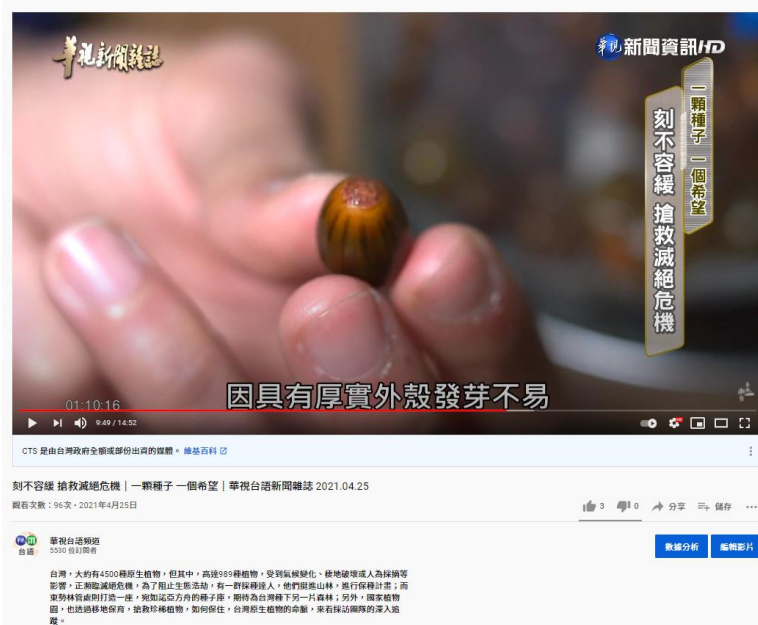 華視新聞雜誌
華視新聞資訊HD
一顆種子 一個希望
刻不容緩 搶救滅絕危機
因具有厚實外殼發芽不易
01:10:16
9:49 / 14:52
CTS 是由台灣政府全額或部份出資的媒體。 維基百科
刻不容緩 搶救滅絕危機｜一顆種子 一個希望｜華視台語新聞雜誌 2021.04.25
觀看次數：96次・2021年4月25日
3
0
分享
儲存
華視台語頻道
5530 位訂閱者
台語
數據分析
編輯影片
台灣，大約有4500種原生植物，但其中，高達989種植物，受到氣候變化、棲地破壞或人為採摘等
影響，正瀕臨滅絕危機，為了阻止生態浩劫，有一群採種達人，他們挺進山林，進行保種計畫；而
東勢林管處則打造一座，宛如諾亞方舟的種子庫，期待為台灣種下另一片森林；另外，國家植物
園，也透過移地保育，搶救珍稀植物，如何保住，台灣原生植物的命脈，來看採訪團隊的深入追
蹤。